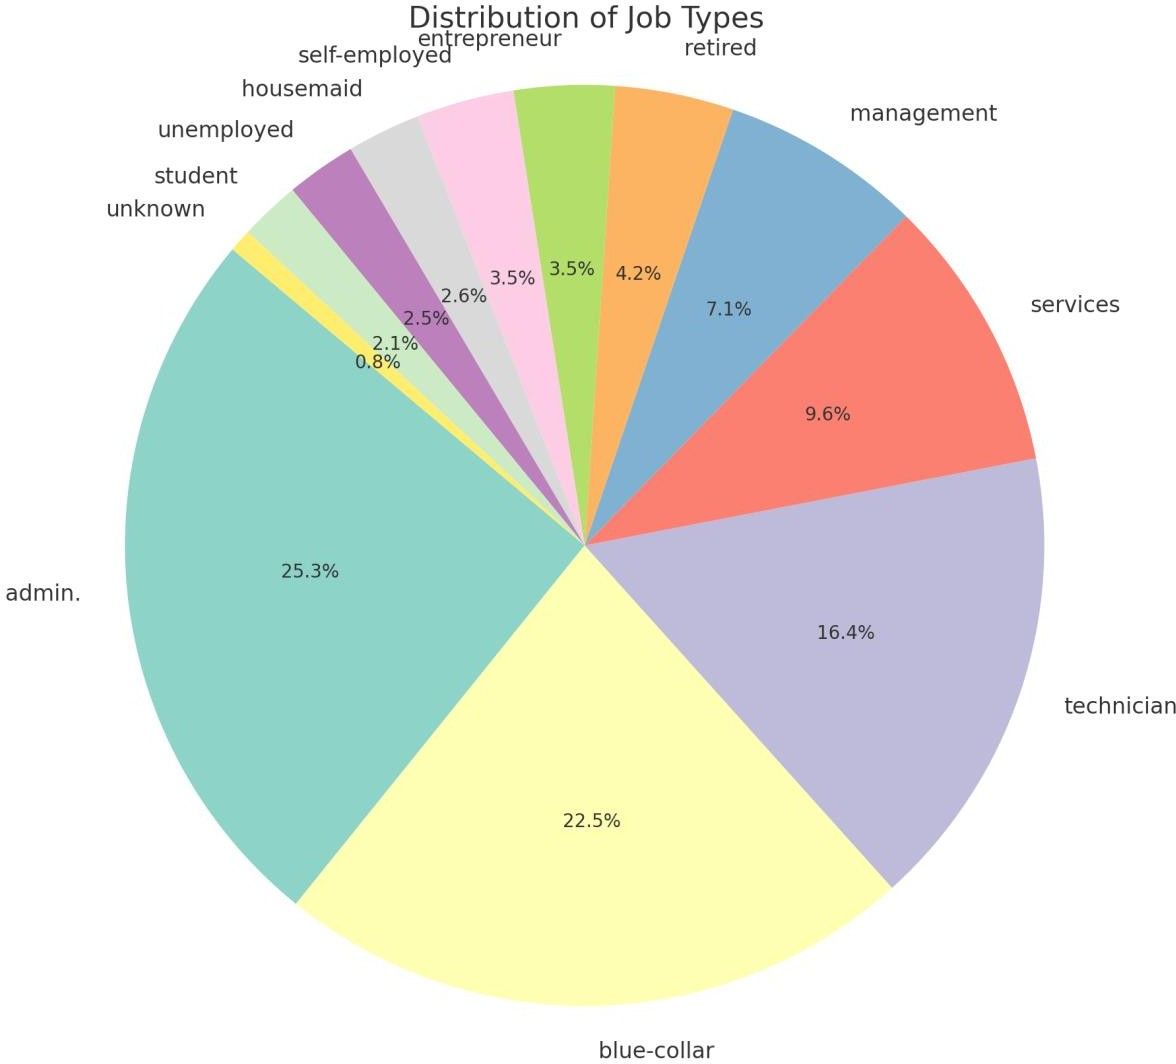 Distribution of Job Types
entrepreneur
retired
self-employed
housemaid
management
unemployed
student
unknown
services
admin.
technician
blue-collar
3.5%
4.2%
3.5%
2.6%
7.1%
2.5%
2.1%
0.8%
9.6%
25.3%
16.4%
22.5%